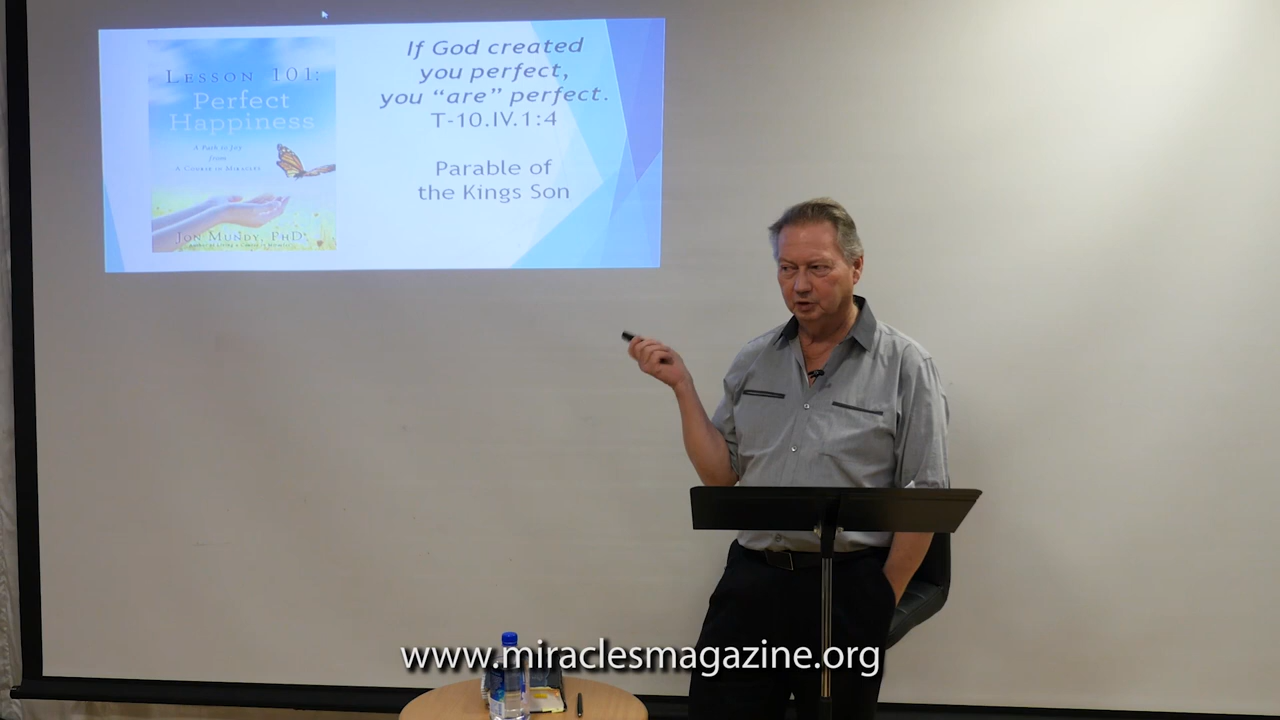 LESSON 101:
Perfect
Happiness
A Path to Joy
from
A COURSE IN MIRACLES
JON MUNDY, PHD
If God created
you perfect,
you “are” perfect.
T-10.IV.1:4
Parable of
the Kings Son
www.miraclesmagazine.org